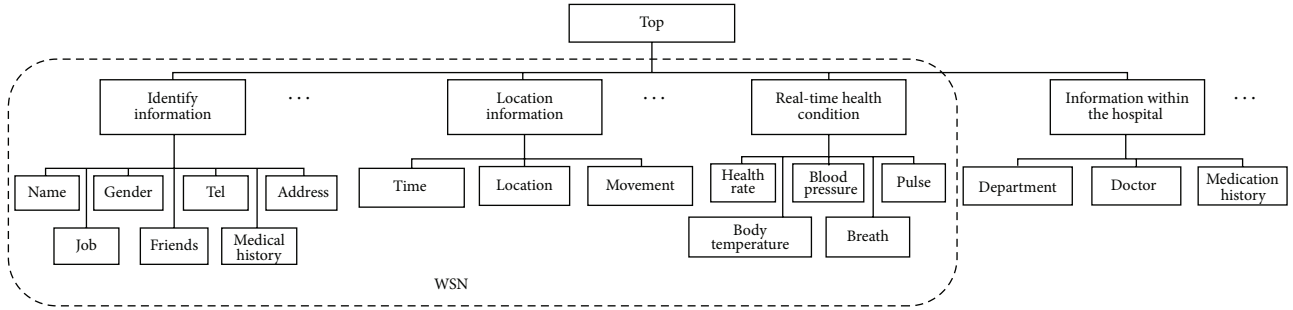 Top
Identify
information
...
Location
information
...
Real-time health
condition
Information within
the hospital
...
Name
Gender
Tel
Address
Job
Friends
Medical
history
Time
Location
Movement
Health
rate
Blood
pressure
Pulse
Body
temperature
Breath
Department
Doctor
Medication
history
WSN